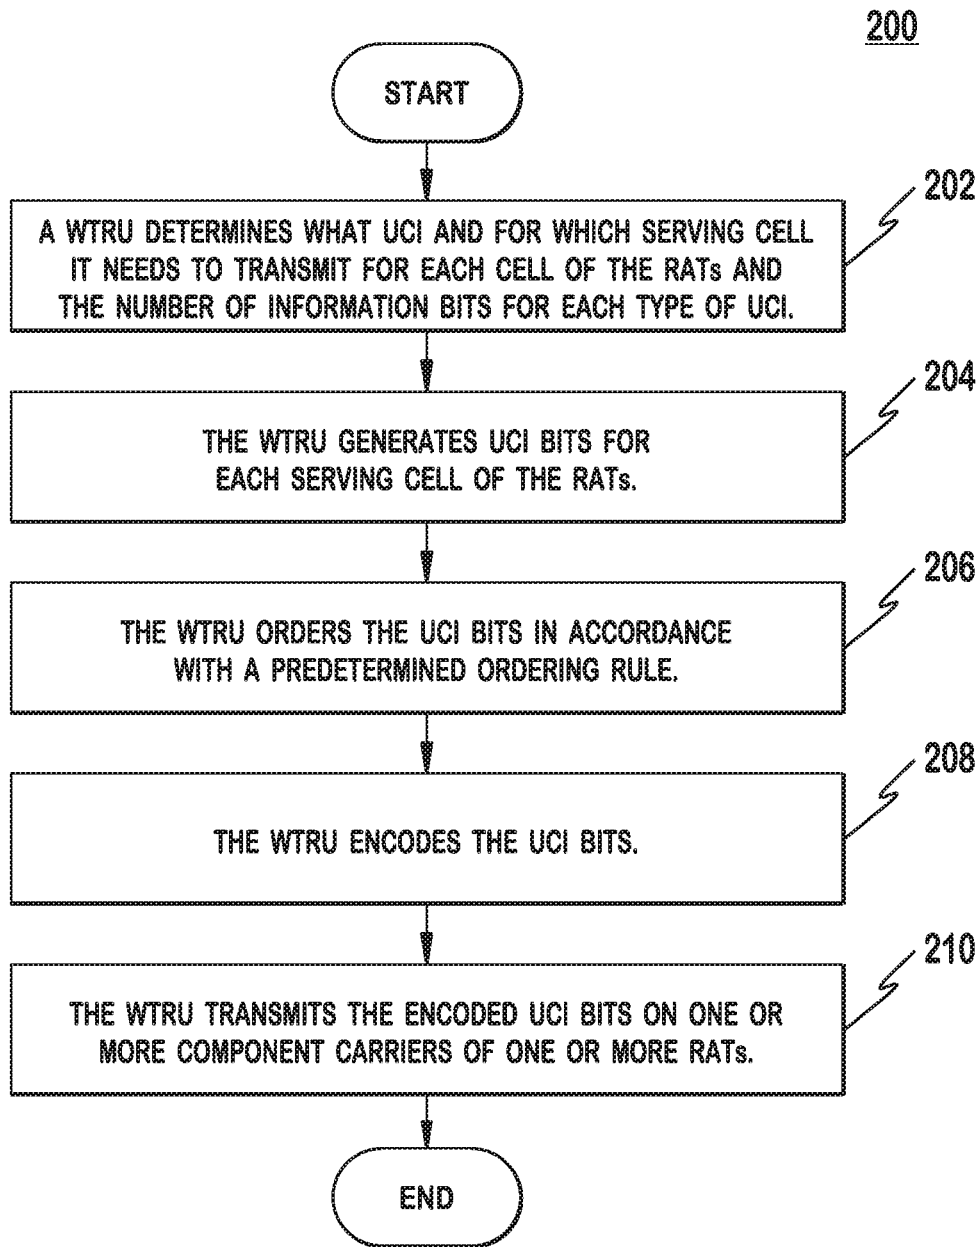 200
START
202
A WTRU DETERMINES WHAT UCI AND FOR WHICH SERVING CELL
IT NEEDS TO TRANSMIT FOR EACH CELL OF THE RATs AND
THE NUMBER OF INFORMATION BITS FOR EACH TYPE OF UCI.
204
THE WTRU GENERATES UCI BITS FOR
EACH SERVING CELL OF THE RATs.
206
THE WTRU ORDERS THE UCI BITS IN ACCORDANCE
WITH A PREDETERMINED ORDERING RULE.
208
THE WTRU ENCODES THE UCI BITS.
210
THE WTRU TRANSMITS THE ENCODED UCI BITS ON ONE OR
MORE COMPONENT CARRIERS OF ONE OR MORE RATs.
END